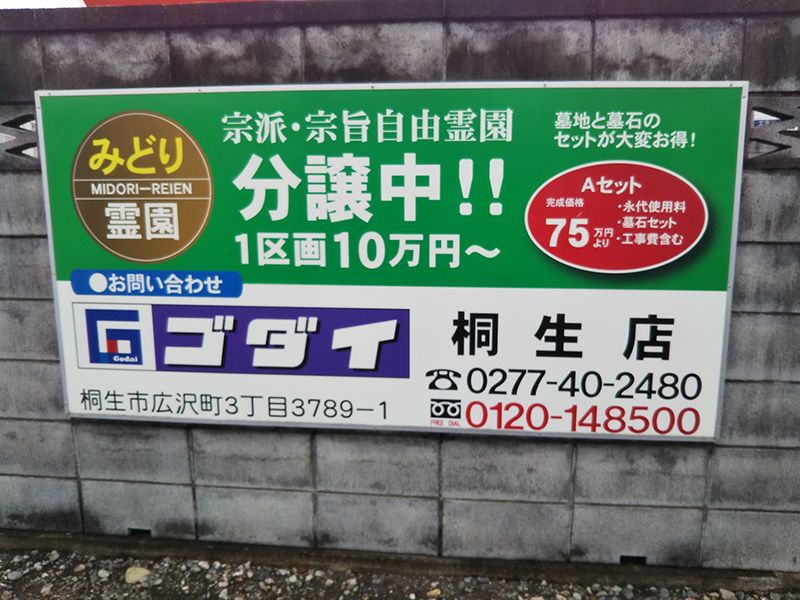 みどり
MIDORI-REIEN
霊園
宗派・宗旨自由霊園
分譲中!!
1区画10万円〜
墓地と墓石の
セットが大変お得!
Aセット
完成価格
75万円より
・永代使用料
・墓石セット
・工事費含む
●お問い合わせ
Godai
ゴダイ
桐生市広沢町3丁目3789-1
桐生店
☎0277-40-2480
FREE DIAL
0120-148500